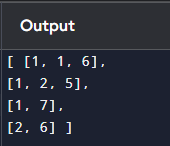 Output
[ [1, 1, 6],
[1, 2, 5],
[1, 7],
[2, 6] ]